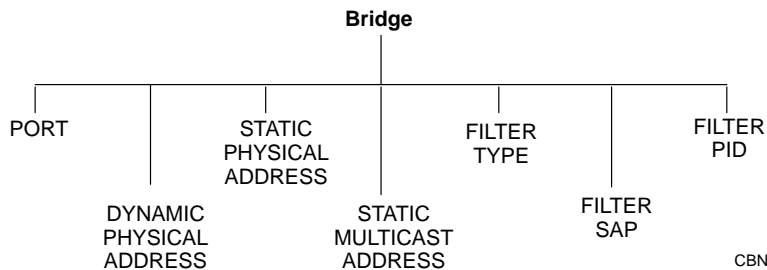 Bridge
PORT
DYNAMIC
PHYSICAL
ADDRESS
STATIC
PHYSICAL
ADDRESS
STATIC
MULTICAST
ADDRESS
FILTER
TYPE
FILTER
SAP
FILTER
PID
CBN